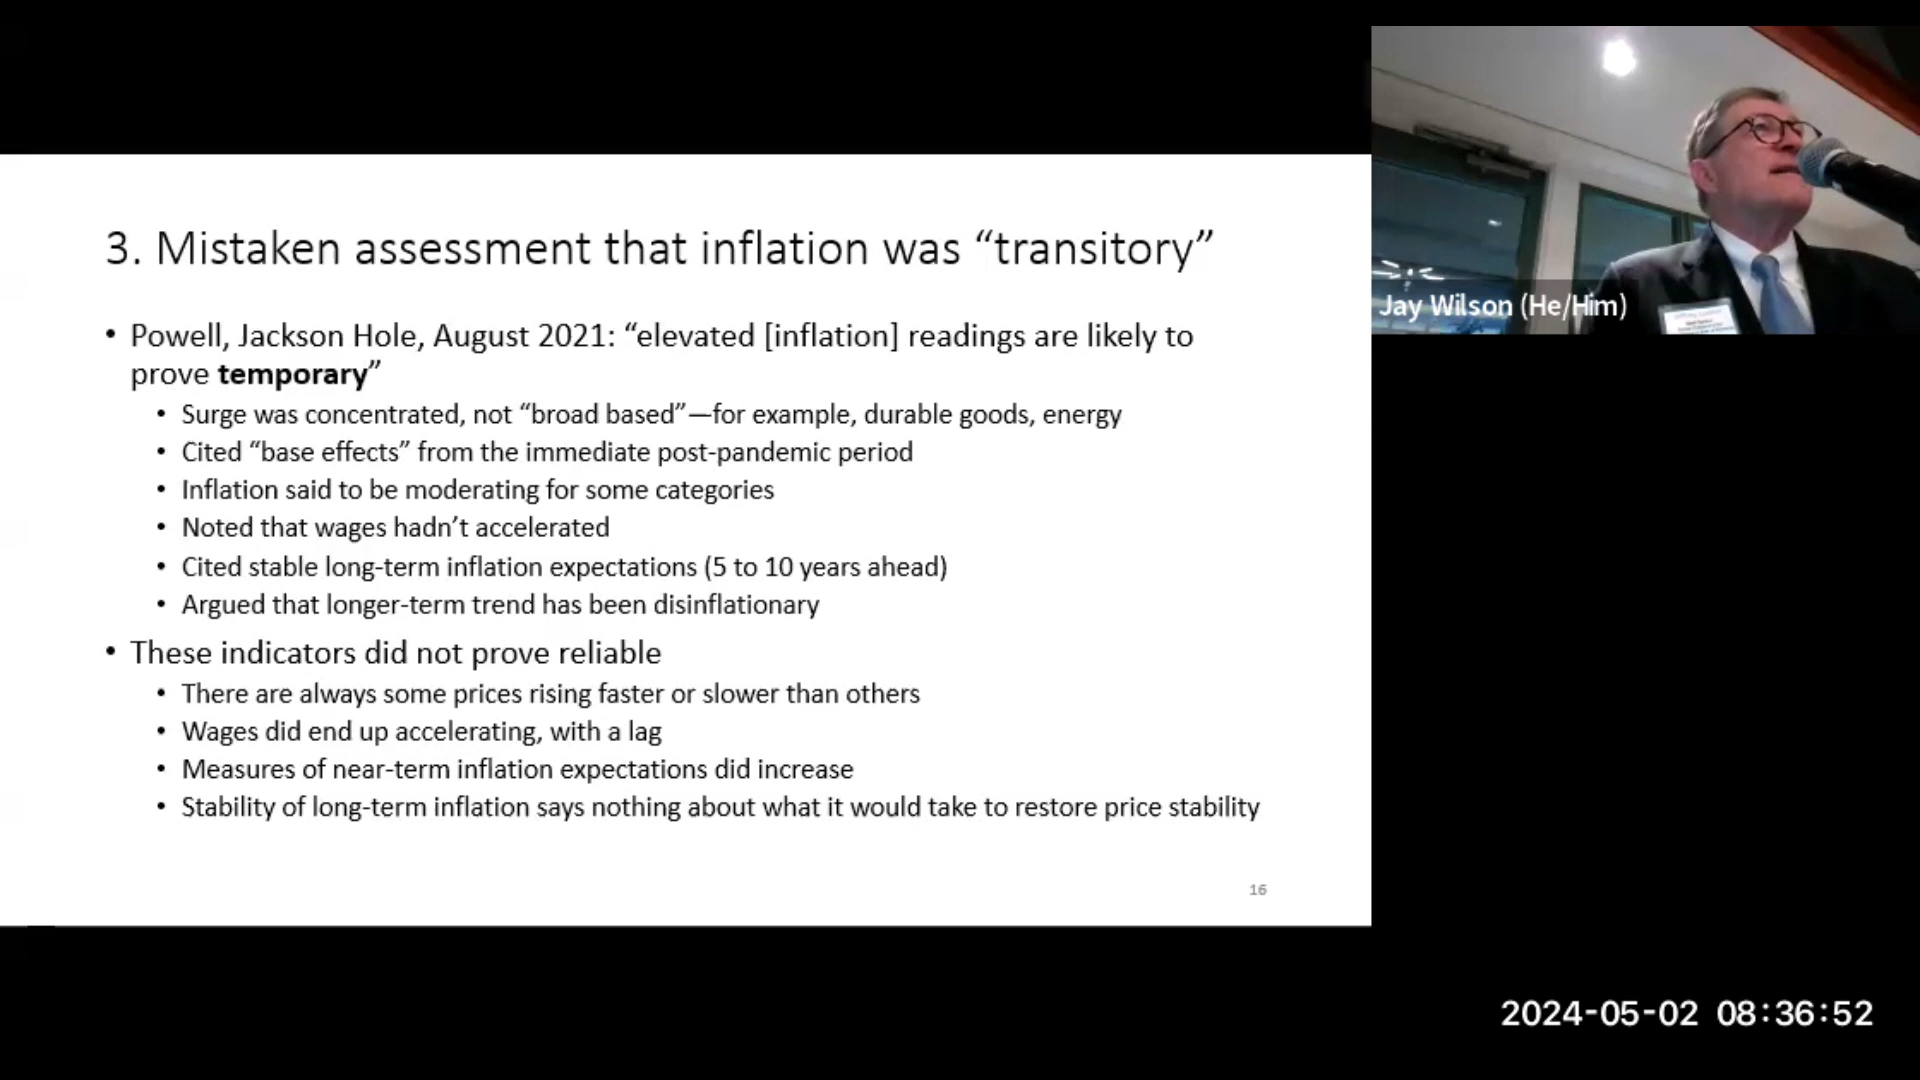 3. Mistaken assessment that inflation was “transitory”
• Powell, Jackson Hole, August 2021: “elevated [inflation] readings are likely to
prove temporary”
• Surge was concentrated, not “broad based”—for example, durable goods, energy
• Cited “base effects” from the immediate post-pandemic period
• Inflation said to be moderating for some categories
• Noted that wages hadn’t accelerated
• Cited stable long-term inflation expectations (5 to 10 years ahead)
• Argued that longer-term trend has been disinflationary
• These indicators did not prove reliable
• There are always some prices rising faster or slower than others
• Wages did end up accelerating, with a lag
• Measures of near-term inflation expectations did increase
• Stability of long-term inflation says nothing about what it would take to restore price stability
16
Jay Wilson (He/Him)
2024-05-02 08:36:52